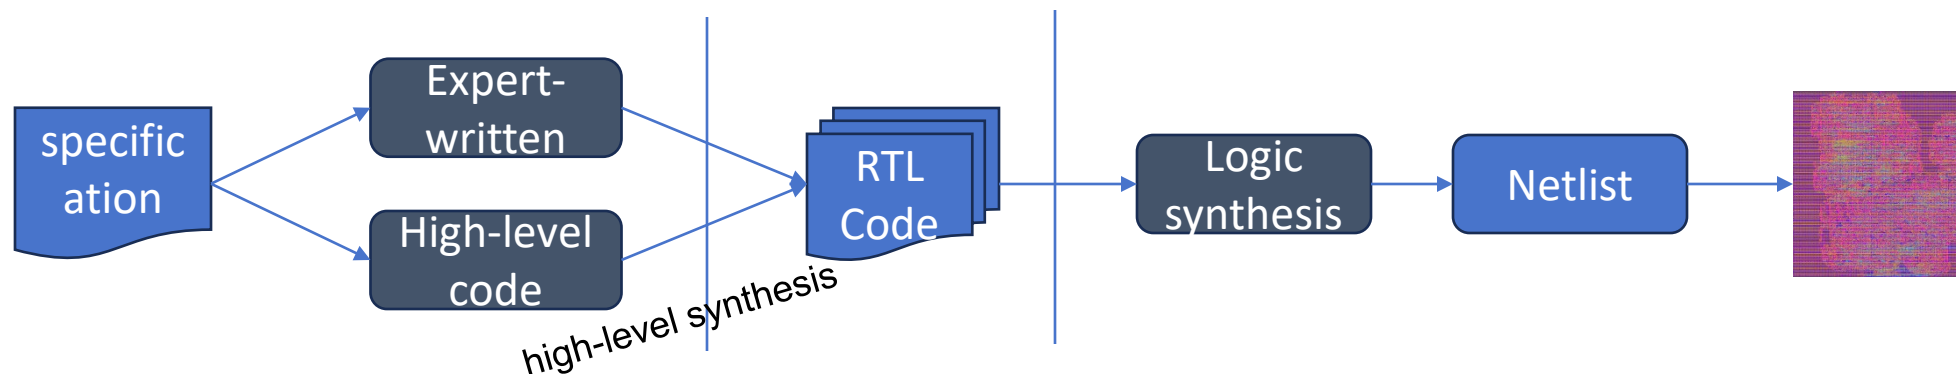 specific
ation
Expert-
written
High-level
code
high-level synthesis
RTL
Code
Logic
synthesis
Netlist